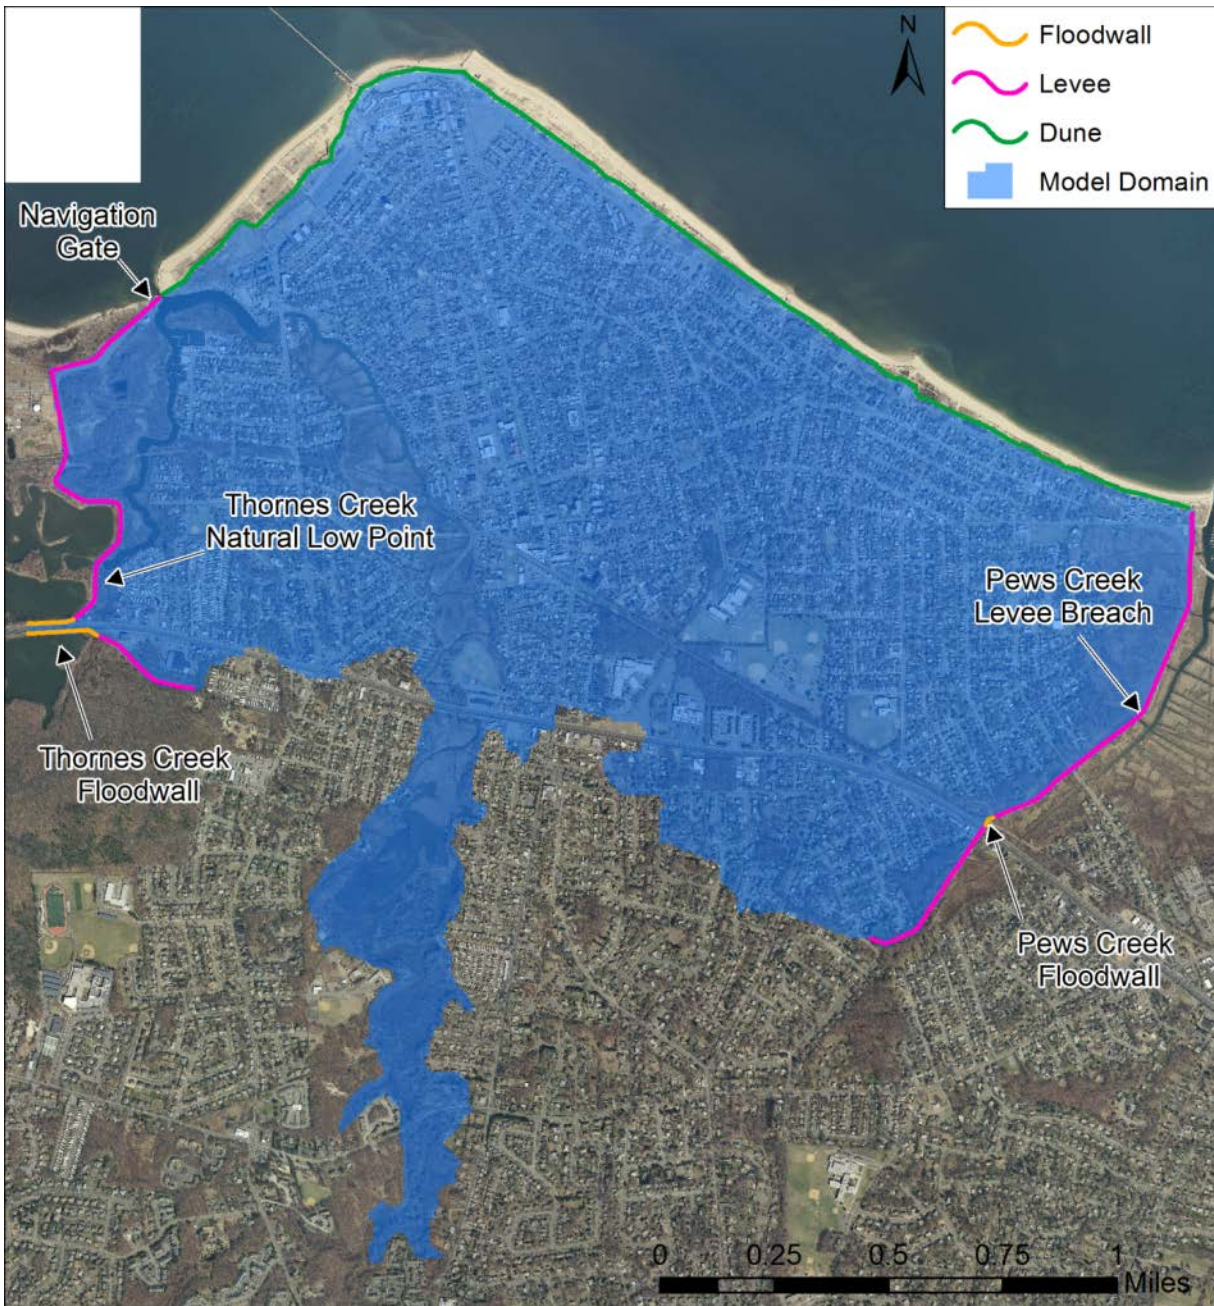 N
Floodwall
Levee
Dune
Model Domain
Navigation
Gate
Thornes Creek
Natural Low Point
Pews Creek
Levee Breach
Thornes Creek
Floodwall
Pews Creek
Floodwall
0 0.25 0.5 0.75 1
Miles